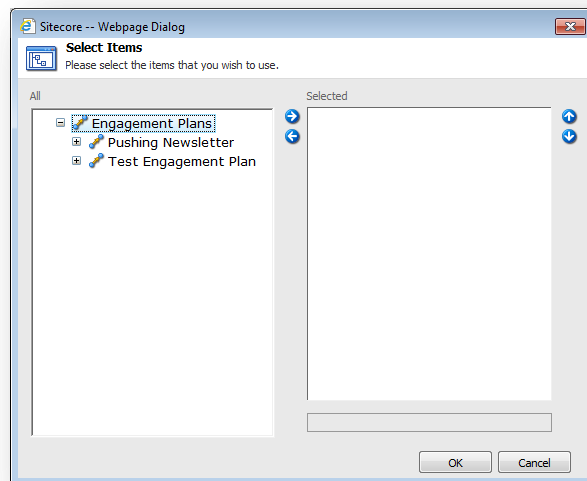 Sitecore -- Webpage Dialog
Select Items
Please select the items that you wish to use.
All
Selected
Engagement Plans
Pushing Newsletter
Test Engagement Plan
OK
Cancel